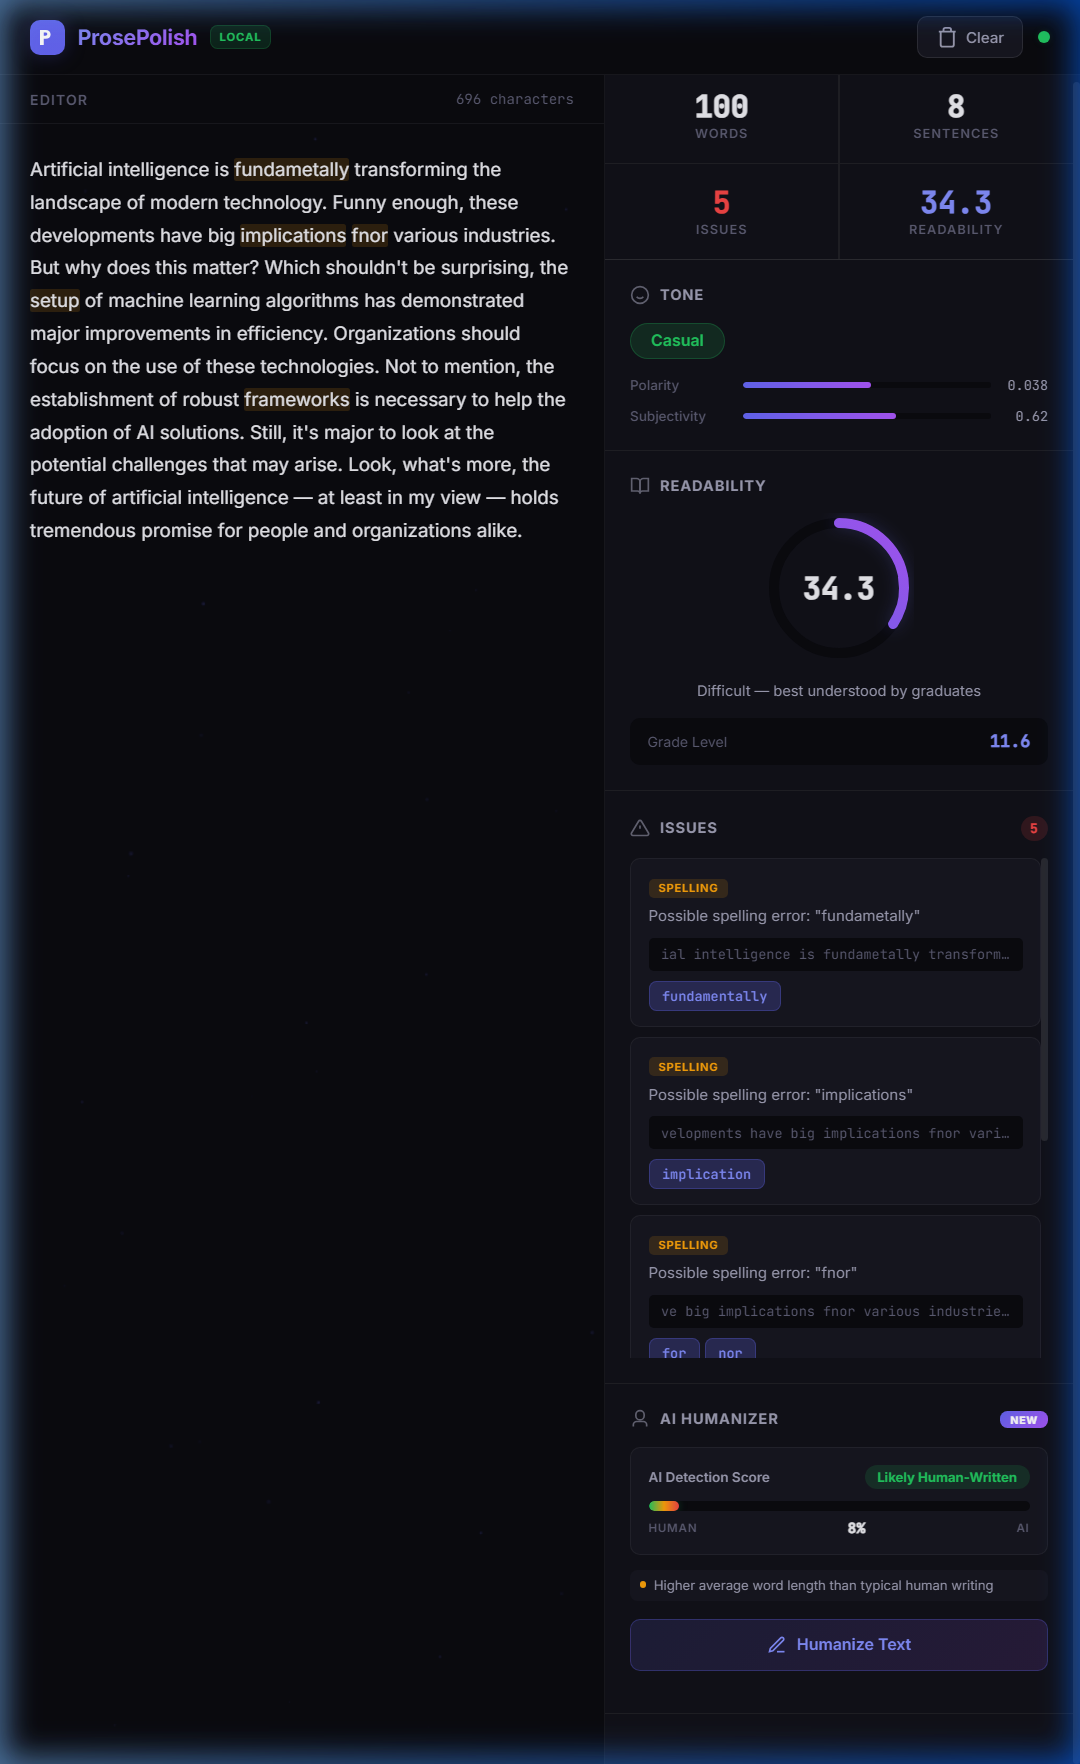 P ProsePolish LOCAL
Clear
EDITOR
696 characters
Artificial intelligence is fundametally transforming the
landscape of modern technology. Funny enough, these
developments have big implications fnor various industries.
But why does this matter? Which shouldn't be surprising, the
setup of machine learning algorithms has demonstrated
major improvements in efficiency. Organizations should
focus on the use of these technologies. Not to mention, the
establishment of robust frameworks is necessary to help the
adoption of AI solutions. Still, it's major to look at the
potential challenges that may arise. Look, what's more, the
future of artificial intelligence — at least in my view — holds
tremendous promise for people and organizations alike.
100
WORDS
8
SENTENCES
5
ISSUES
34.3
READABILITY
TONE
Casual
Polarity 0.038
Subjectivity 0.62
READABILITY
34.3
Difficult — best understood by graduates
Grade Level 11.6
ISSUES 5
SPELLING
Possible spelling error: "fundametally"
ial intelligence is fundametally transform…
fundamentally
SPELLING
Possible spelling error: "implications"
velopments have big implications fnor vari…
implication
SPELLING
Possible spelling error: "fnor"
ve big implications fnor various industrie…
for nor
AI HUMANIZER NEW
AI Detection Score Likely Human-Written
HUMAN 8% AI
Higher average word length than typical human writing
Humanize Text